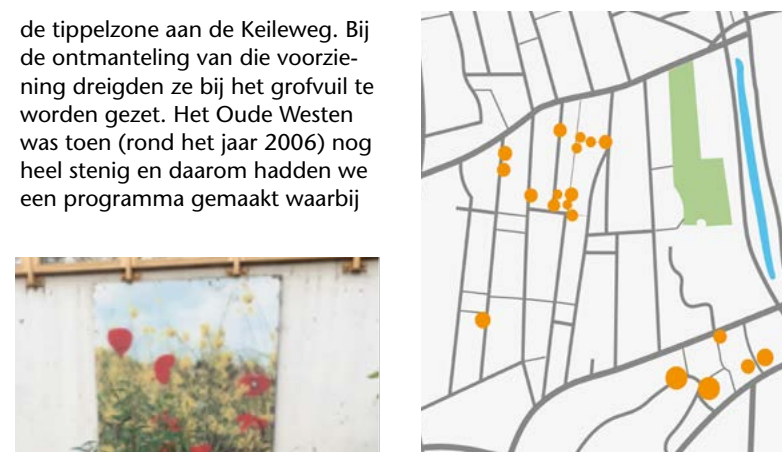 de tippelzone aan de Keileweg. Bij
de ontmanteling van die voorzie-
ning dreigden ze bij het grofvuil te
worden gezet. Het Oude Westen
was toen (rond het jaar 2006) nog
heel stenig en daarom hadden we
een programma gemaakt waarbij